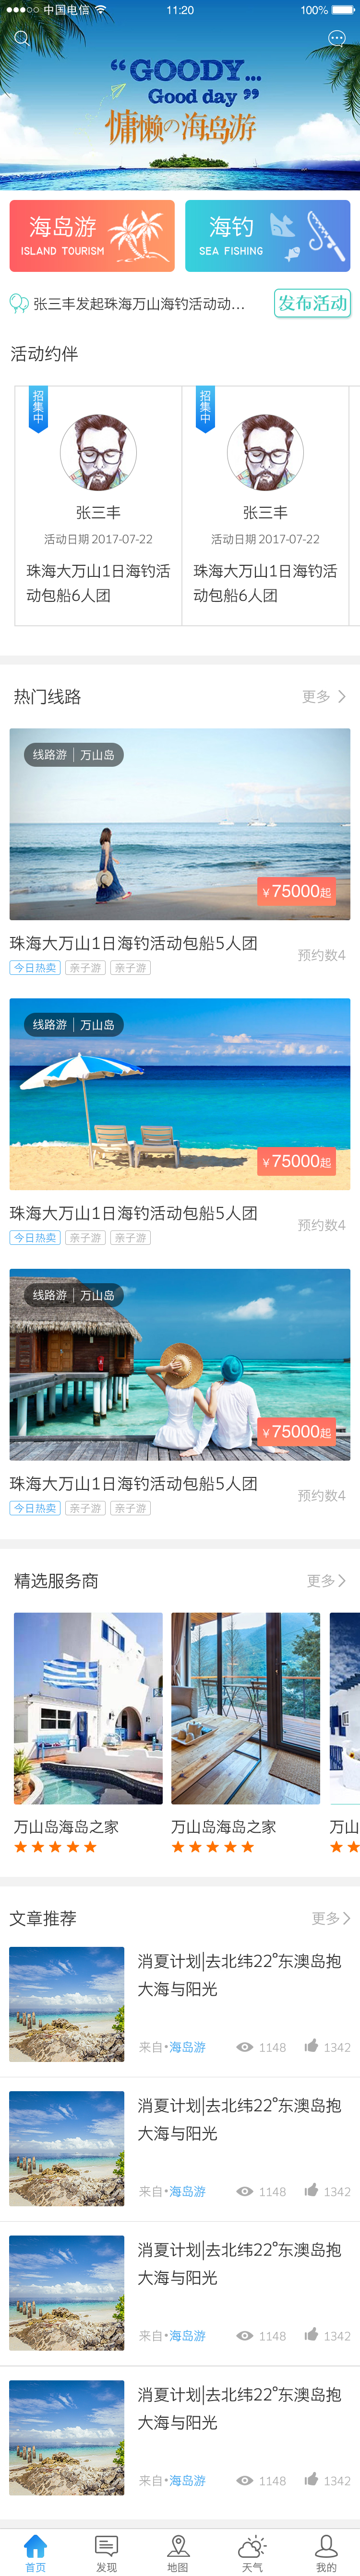 中国电信
11:20
100%
“GOODY...
Good day”
慵懒の海岛游
海岛游
ISLAND TOURISM
海钓
SEA FISHING
张三丰发起珠海万山海钓活动动...
发布活动
活动约伴
招集中
招集中
张三丰
张三丰
活动日期 2017-07-22
活动日期 2017-07-22
珠海大万山1日海钓活
动包船6人团
珠海大万山1日海钓活
动包船6人团
热门线路
更多
线路游 | 万山岛
¥75000起
珠海大万山1日海钓活动包船5人团
预约数4
今日热卖 亲子游 亲子游
线路游 | 万山岛
¥75000起
珠海大万山1日海钓活动包船5人团
预约数4
今日热卖 亲子游 亲子游
线路游 | 万山岛
¥75000起
珠海大万山1日海钓活动包船5人团
预约数4
今日热卖 亲子游 亲子游
精选服务商
更多
万山岛海岛之家
万山岛海岛之家
万山
文章推荐
更多
消夏计划|去北纬22°东澳岛抱
大海与阳光
来自•海岛游 1148 1342
消夏计划|去北纬22°东澳岛抱
大海与阳光
来自•海岛游 1148 1342
消夏计划|去北纬22°东澳岛抱
大海与阳光
来自•海岛游 1148 1342
消夏计划|去北纬22°东澳岛抱
大海与阳光
来自•海岛游 1148 1342
首页 发现 地图 天气 我的